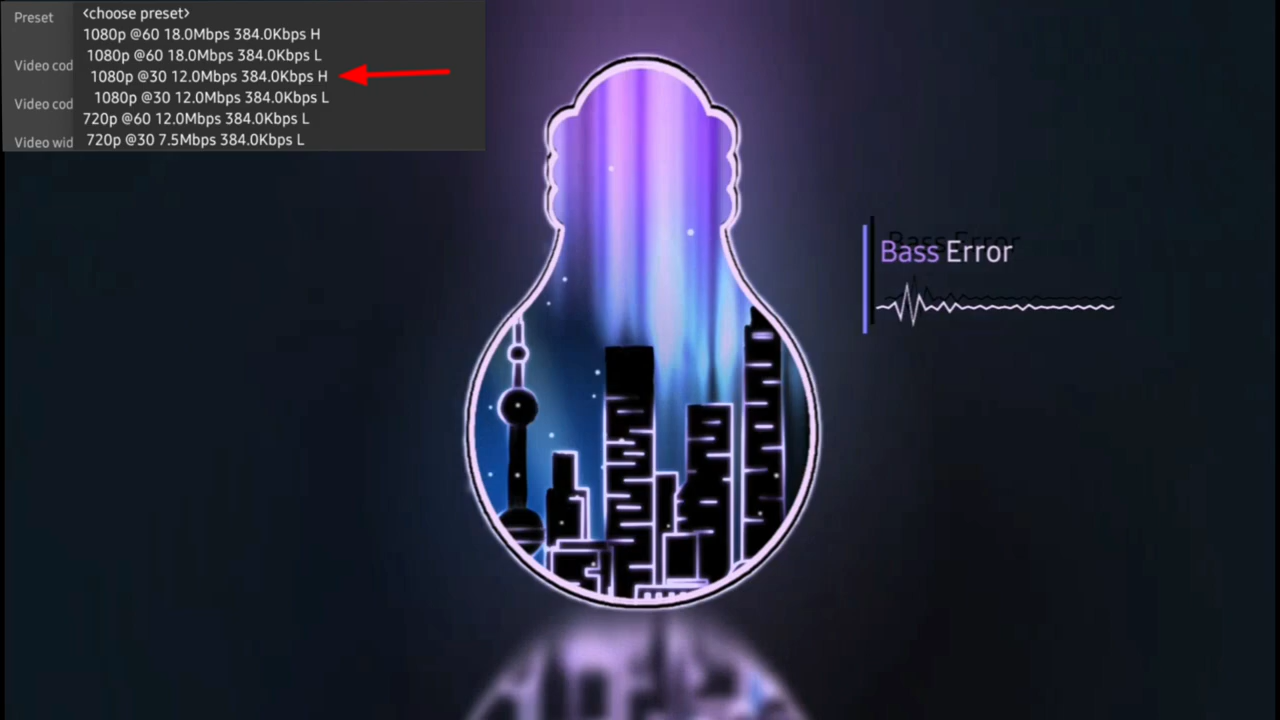 Preset
<choose preset>
1080p @60 18.0Mbps 384.0Kbps H
1080p @60 18.0Mbps 384.0Kbps L
Video cod
1080p @30 12.0Mbps 384.0Kbps H
1080p @30 12.0Mbps 384.0Kbps L
Video cod
720p @60 12.0Mbps 384.0Kbps L
720p @30 7.5Mbps 384.0Kbps L
Video wid
Bass Error